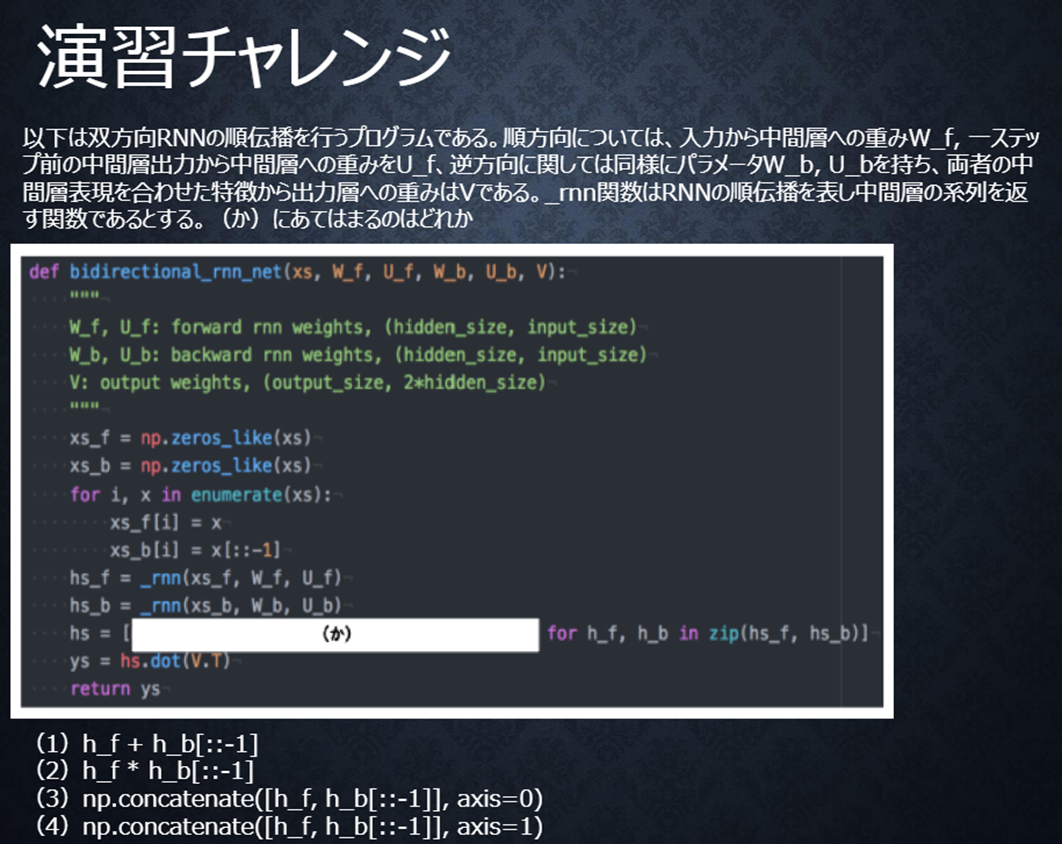 演習チャレンジ
以下は双方向RNNの順伝播を行うプログラムである。順方向については、入力から中間層への重みW_f, 一ステッ
プ前の中間層出力から中間層への重みをU_f、逆方向に関しては同様にパラメータW_b, U_bを持ち、両者の中
間層表現を合わせた特徴から出力層への重みはVである。_rnn関数はRNNの順伝播を表し中間層の系列を返
す関数であるとする。（か）にあてはまるのはどれか
def bidirectional_rnn_net(xs, W_f, U_f, W_b, U_b, V):
"""
W_f, U_f: forward rnn weights, (hidden_size, input_size)
W_b, U_b: backward rnn weights, (hidden_size, input_size)
V: output weights, (output_size, 2*hidden_size)
"""
xs_f = np.zeros_like(xs)
xs_b = np.zeros_like(xs)
for i, x in enumerate(xs):
xs_f[i] = x
xs_b[i] = x[::-1]
hs_f = _rnn(xs_f, W_f, U_f)
hs_b = _rnn(xs_b, W_b, U_b)
hs = [ （か） for h_f, h_b in zip(hs_f, hs_b)]
ys = hs.dot(V.T)
return ys
（1）h_f + h_b[::-1]
（2）h_f * h_b[::-1]
（3）np.concatenate([h_f, h_b[::-1]], axis=0)
（4）np.concatenate([h_f, h_b[::-1]], axis=1)